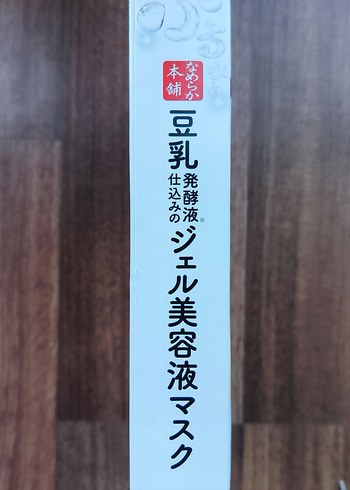 なめらか
本舗
豆乳
発酵液※
仕込みの
ジェル美容液マスク